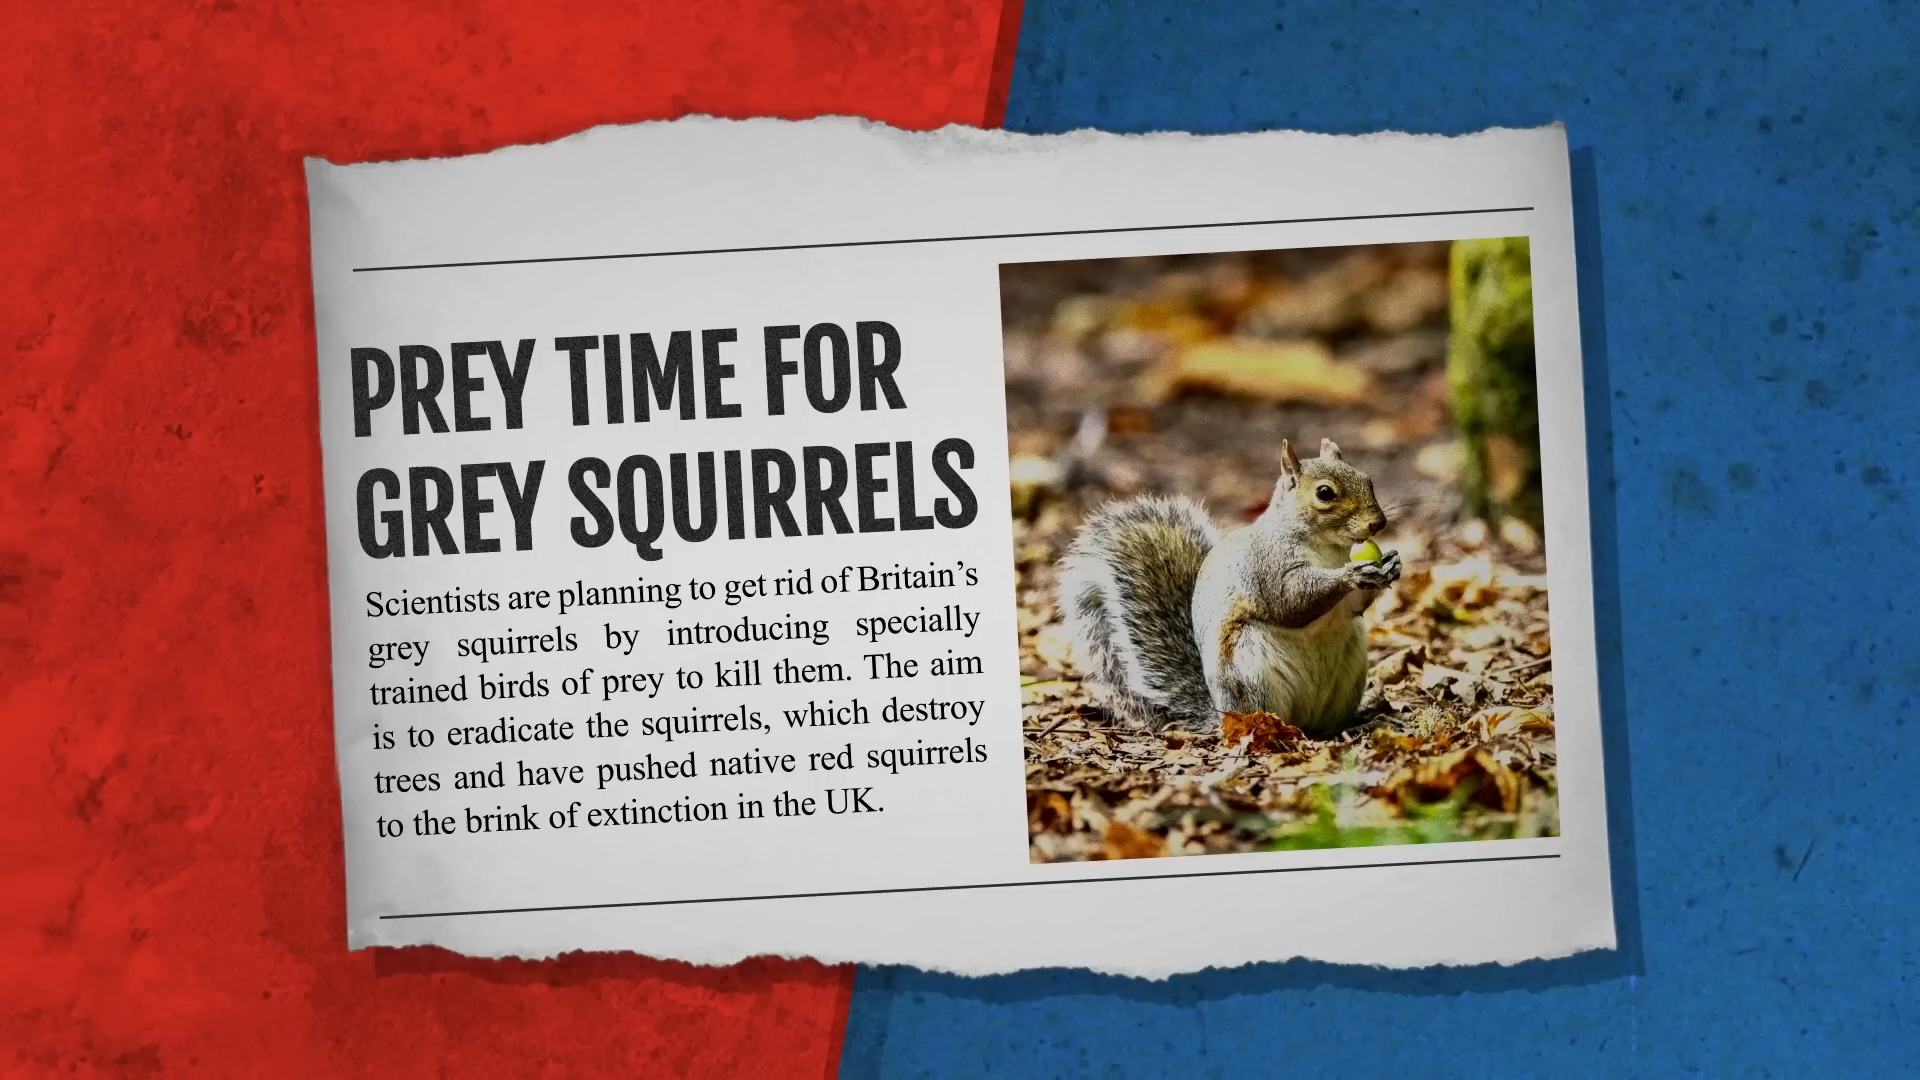 PREY TIME FOR
GREY SQUIRRELS
Scientists are planning to get rid of Britain's
grey squirrels by introducing specially
trained birds of prey to kill them. The aim
is to eradicate the squirrels, which destroy
trees and have pushed native red squirrels
to the brink of extinction in the UK.